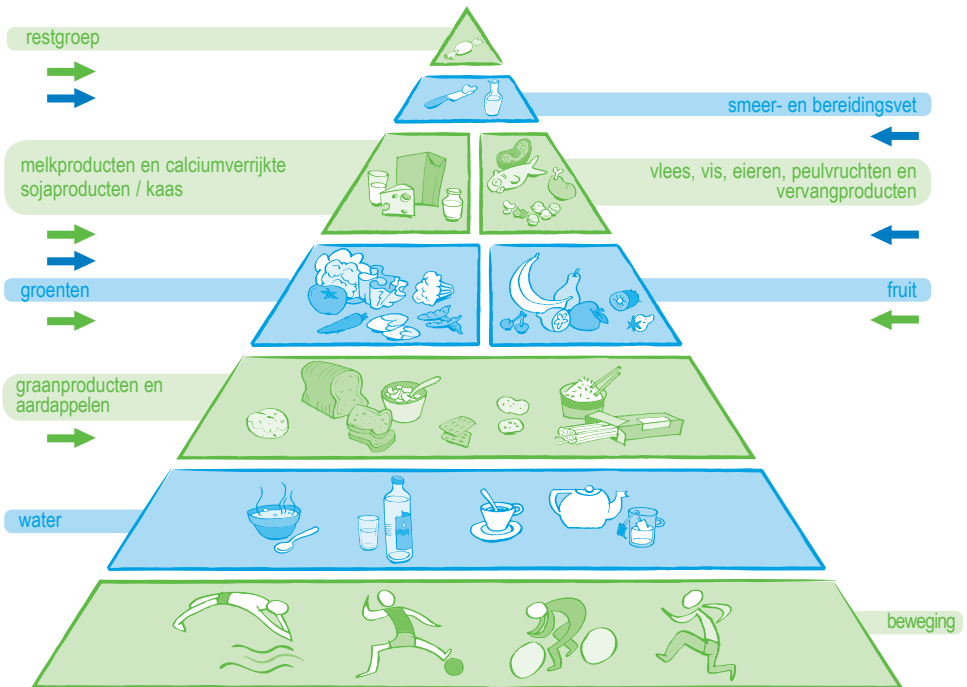 restgroep
smeer- en bereidingsvet
melkproducten en calciumverrijkte
sojaproducten / kaas
vlees, vis, eieren, peulvruchten en
vervangproducten
groenten
fruit
graanproducten en
aardappelen
water
beweging